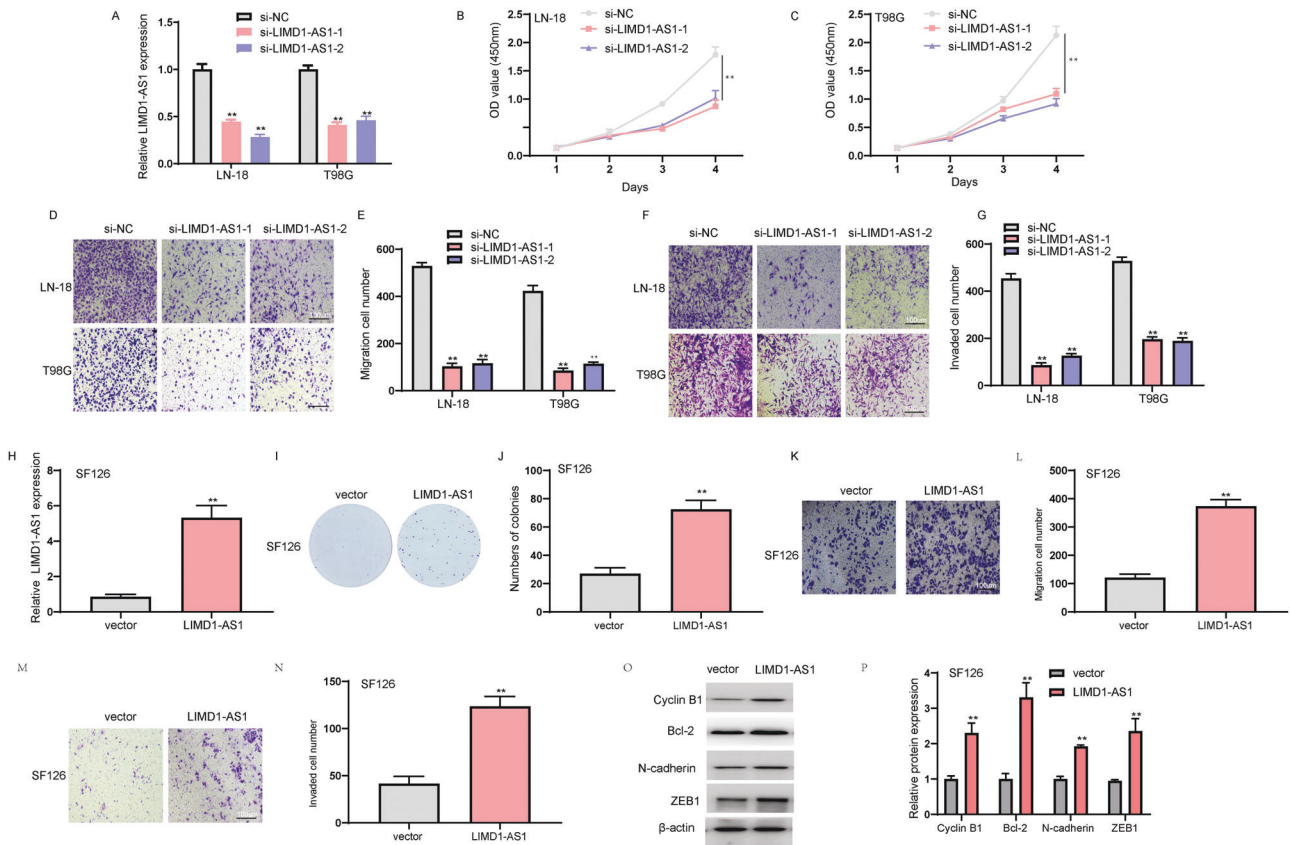 A
si-NC
si-LIMD1-AS1-1
si-LIMD1-AS1-2
Relative LIMD1-AS1 expression
1.5
1.0
0.5
0.0
** ** ** **
LN-18 T98G
B
LN-18
si-NC
si-LIMD1-AS1-1
si-LIMD1-AS1-2
OD value (450nm)
2.5
2.0
1.5
1.0
0.5
0.0
**
1 2 3 4
Days
C
T98G
si-NC
si-LIMD1-AS1-1
si-LIMD1-AS1-2
OD value (450nm)
2.5
2.0
1.5
1.0
0.5
0.0
**
1 2 3 4
Days
D
si-NC si-LIMD1-AS1-1 si-LIMD1-AS1-2
LN-18
T98G
E
si-NC
si-LIMD1-AS1-1
si-LIMD1-AS1-2
Migration cell number
600
400
200
0
** ** ** **
LN-18 T98G
F
si-NC si-LIMD1-AS1-1 si-LIMD1-AS1-2
LN-18
100um
T98G
G
si-NC
si-LIMD1-AS1-1
si-LIMD1-AS1-2
Invaded cell number
600
400
200
0
** ** ** **
LN-18 T98G
H
SF126
Relative LIMD1-AS1 expression
8
6
4
2
0
**
vector LIMD1-AS1
I
vector LIMD1-AS1
SF126
J
SF126
Numbers of colonies
100
80
60
40
20
0
**
vector LIMD1-AS1
K
vector LIMD1-AS1
SF126
100um
L
SF126
Migration cell number
500
400
300
200
100
0
**
vector LIMD1-AS1
M
vector LIMD1-AS1
SF126
N
SF126
Invaded cell number
150
100
50
0
**
vector LIMD1-AS1
O
vector LIMD1-AS1
Cyclin B1
Bcl-2
N-cadherin
ZEB1
β-actin
P
SF126
vector
LIMD1-AS1
Relative protein expression
4
3
2
1
0
** ** ** **
Cyclin B1 Bcl-2 N-cadherin ZEB1